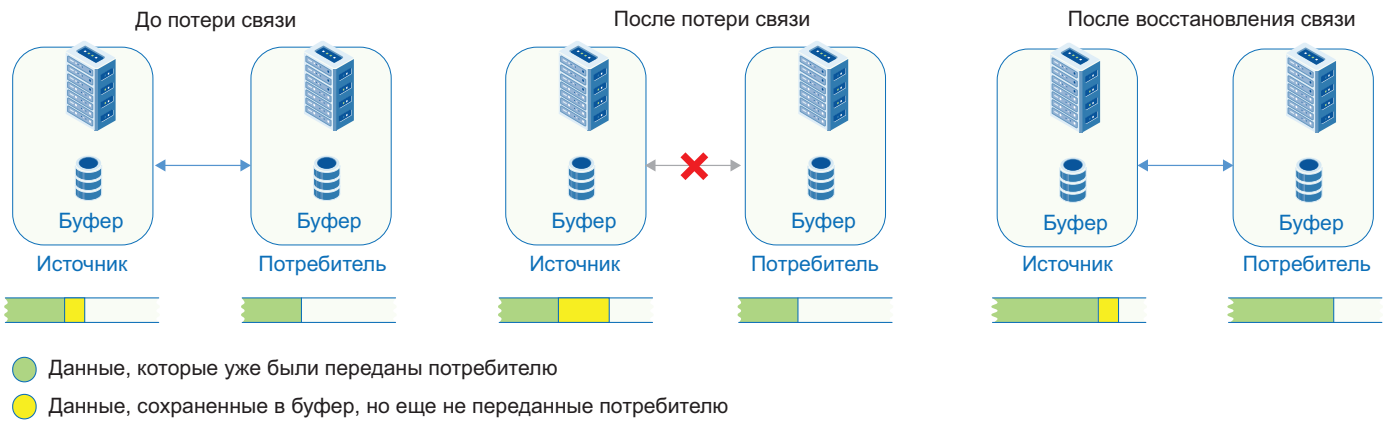 До потери связи
После потери связи
После восстановления связи
Буфер
Буфер
Буфер
Буфер
Буфер
Буфер
Источник
Потребитель
Источник
Потребитель
Источник
Потребитель
Данные, которые уже были переданы потребителю
Данные, сохраненные в буфер, но еще не переданные потребителю